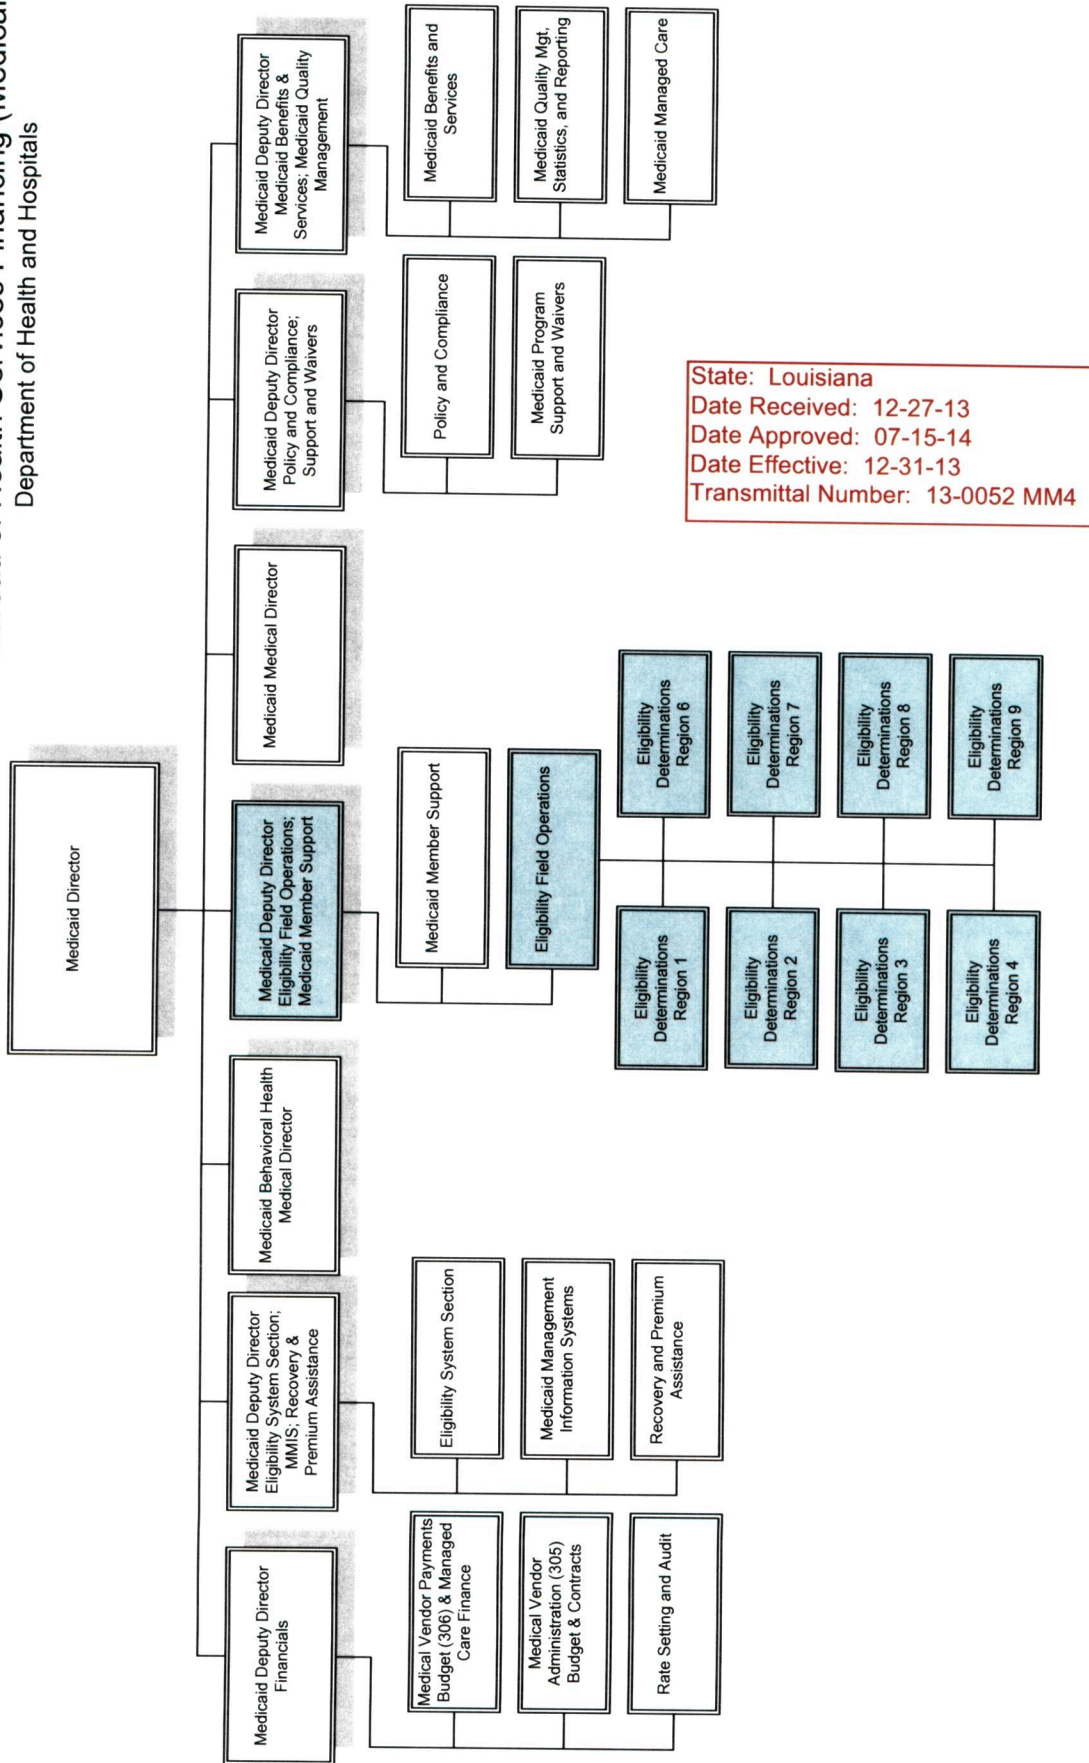 Department of Health and Hospitals
Medicaid Director
Medicaid Deputy Director
Financials
Medicaid Deputy Director
Eligibility System Section;
MMIS; Recovery &
Premium Assistance
Medicaid Behavioral Health
Medical Director
Medicaid Deputy Director
Eligibility Field Operations;
Medicaid Member Support
Medicaid Medical Director
Medicaid Deputy Director
Policy and Compliance;
Support and Waivers
Medicaid Deputy Director
Medicaid Benefits &
Services; Medicaid Quality
Management
Medical Vendor Payments
Budget (306) & Managed
Care Finance
Medical Vendor
Administration (305)
Budget & Contracts
Rate Setting and Audit
Eligibility System Section
Medicaid Management
Information Systems
Recovery and Premium
Assistance
Medicaid Member Support
Eligibility Field Operations
Eligibility
Determinations
Region 1
Eligibility
Determinations
Region 6
Eligibility
Determinations
Region 2
Eligibility
Determinations
Region 7
Eligibility
Determinations
Region 3
Eligibility
Determinations
Region 8
Eligibility
Determinations
Region 4
Eligibility
Determinations
Region 9
Policy and Compliance
Medicaid Program
Support and Waivers
Medicaid Benefits and
Services
Medicaid Quality Mgt,
Statistics, and Reporting
Medicaid Managed Care
State: Louisiana
Date Received: 12-27-13
Date Approved: 07-15-14
Date Effective: 12-31-13
Transmittal Number: 13-0052 MM4